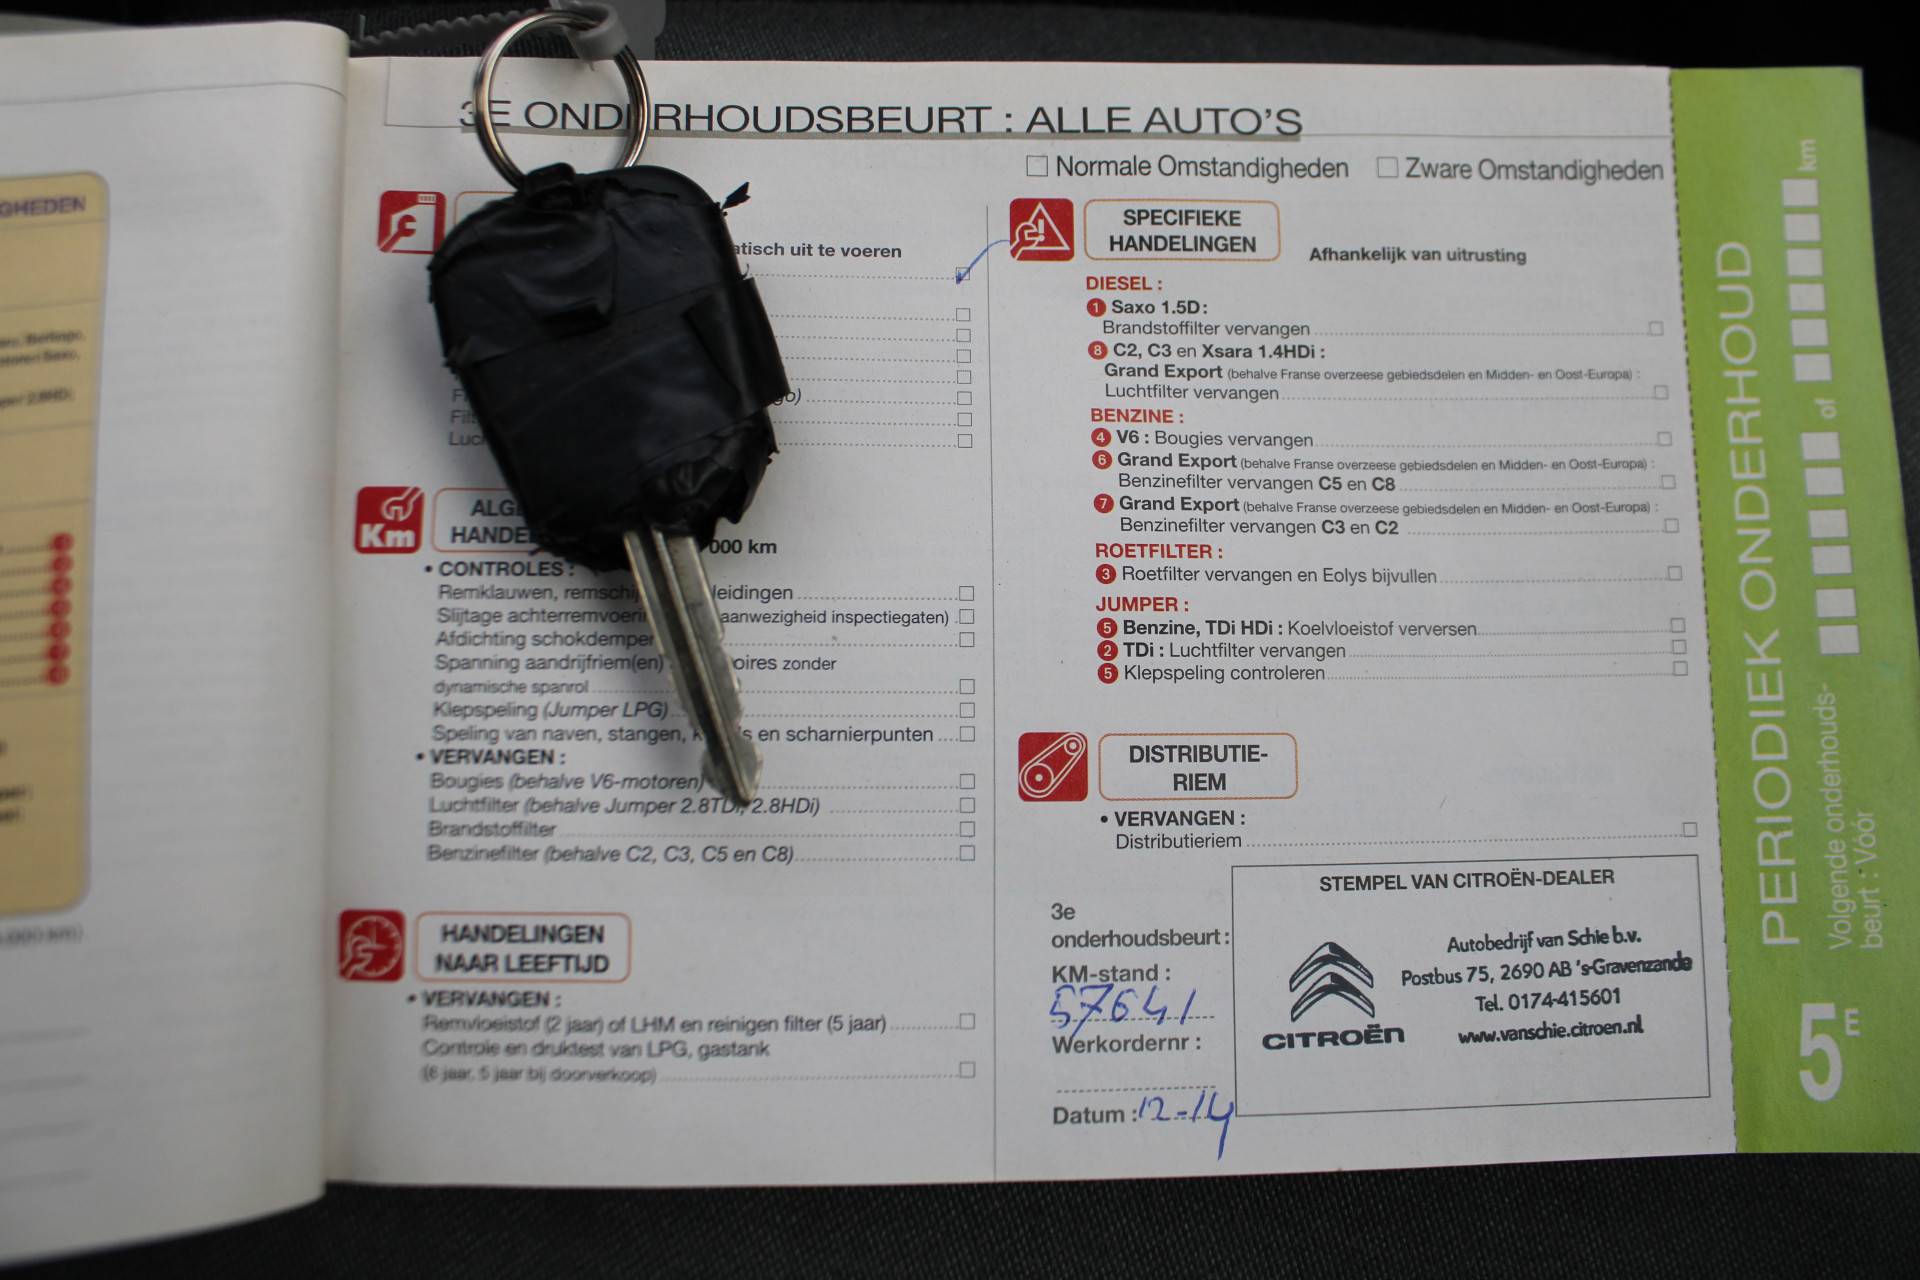 3E ONDERHOUDSBEURT : ALLE AUTO'S
Normale Omstandigheden Zware Omstandigheden
uit te voeren
Km
HANDELINGEN
000 km
• CONTROLES :
Remklauwen, leidingen
Slijtage aanwezigheid inspectiegaten)
Afdichting
Spanning aandrijfriem(en) zonder
dynamische spanrol
Klepspeling (Jumper LPG)
Speling van naven, stangen, en scharnierpunten
• VERVANGEN :
Bougies (behalve V6-motoren)
Luchtfilter (behalve Jumper 2.8TDi, 2.8HDi)
Brandstoffilter
Benzinefilter (behalve C2, C3, C5 en C8)
HANDELINGEN
NAAR LEEFTIJD
• VERVANGEN :
Remvloeistof (2 jaar) of LHM en reinigen filter (5 jaar)
Controle en druktest van LPG, gastank
(6 jaar, 5 jaar bij doorverkoop)
SPECIFIEKE
HANDELINGEN
Afhankelijk van uitrusting
DIESEL :
1 Saxo 1.5D:
Brandstoffilter vervangen
8 C2, C3 en Xsara 1.4HDi :
Grand Export (behalve Franse overzeese gebiedsdelen en Midden- en Oost-Europa) :
Luchtfilter vervangen
BENZINE :
4 V6 : Bougies vervangen
6 Grand Export (behalve Franse overzeese gebiedsdelen en Midden- en Oost-Europa) :
Benzinefilter vervangen C5 en C8
7 Grand Export (behalve Franse overzeese gebiedsdelen en Midden- en Oost-Europa) :
Benzinefilter vervangen C3 en C2
ROETFILTER :
3 Roetfilter vervangen en Eolys bijvullen
JUMPER :
5 Benzine, TDi HDi : Koelvloeistof verversen
2 TDi : Luchtfilter vervangen
5 Klepspeling controleren
DISTRIBUTIE-
RIEM
• VERVANGEN :
Distributieriem
3e
onderhoudsbeurt :
KM-stand :
57641
Werkordernr :
Datum : 12-14
STEMPEL VAN CITROËN-DEALER
CITROËN
Autobedrijf van Schie b.v.
Postbus 75, 2690 AB 's-Gravenzande
Tel. 0174-415601
www.vanschie.citroen.nl
PERIODIEK ONDERHOUD
Volgende onderhouds-
beurt : Vóór
of
km
5E